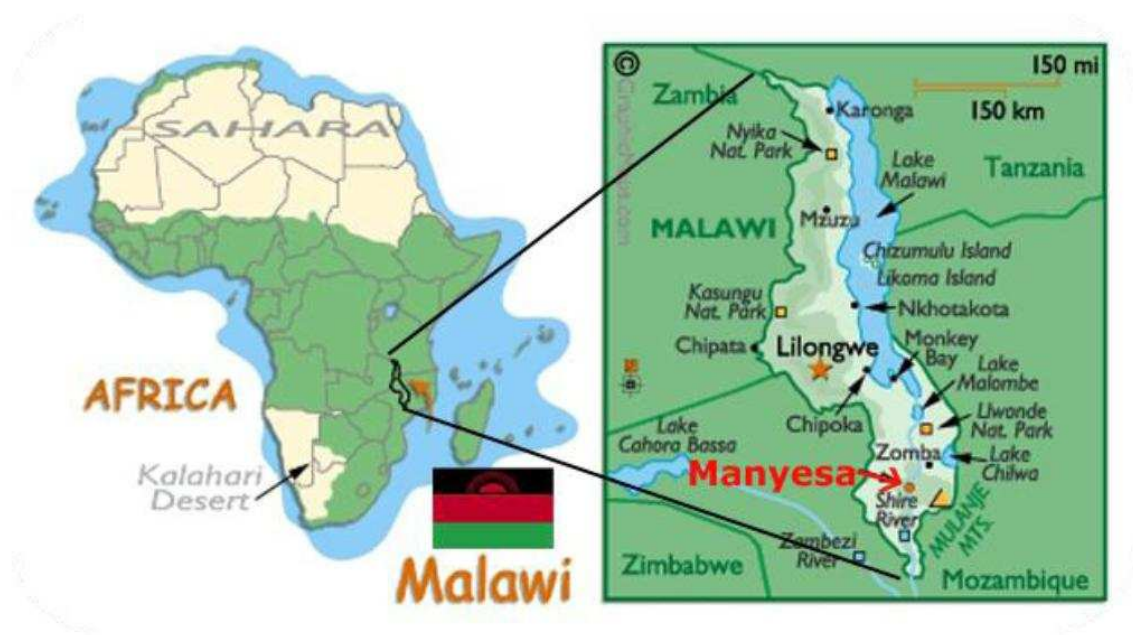 SAHARA
AFRICA
Kalahari
Desert
Malawi
©
GraphicMaps.com
150 mi
150 km
Zambia
Karonga
Nyika
Nat. Park
Lake
Malawi
Tanzania
Mzuzu
MALAWI
Chizumulu Island
Likoma Island
Kasungu
Nat. Park
Nkhotakota
Chipata
Lilongwe
Monkey
Bay
Lake
Malombe
Chipoka
Liwonde
Nat. Park
Lake
Cahora Bassa
Zomba
Lake
Chilwa
Manyesa
Shire
River
MULANJE
MTS.
Zambezi
River
Zimbabwe
Mozambique